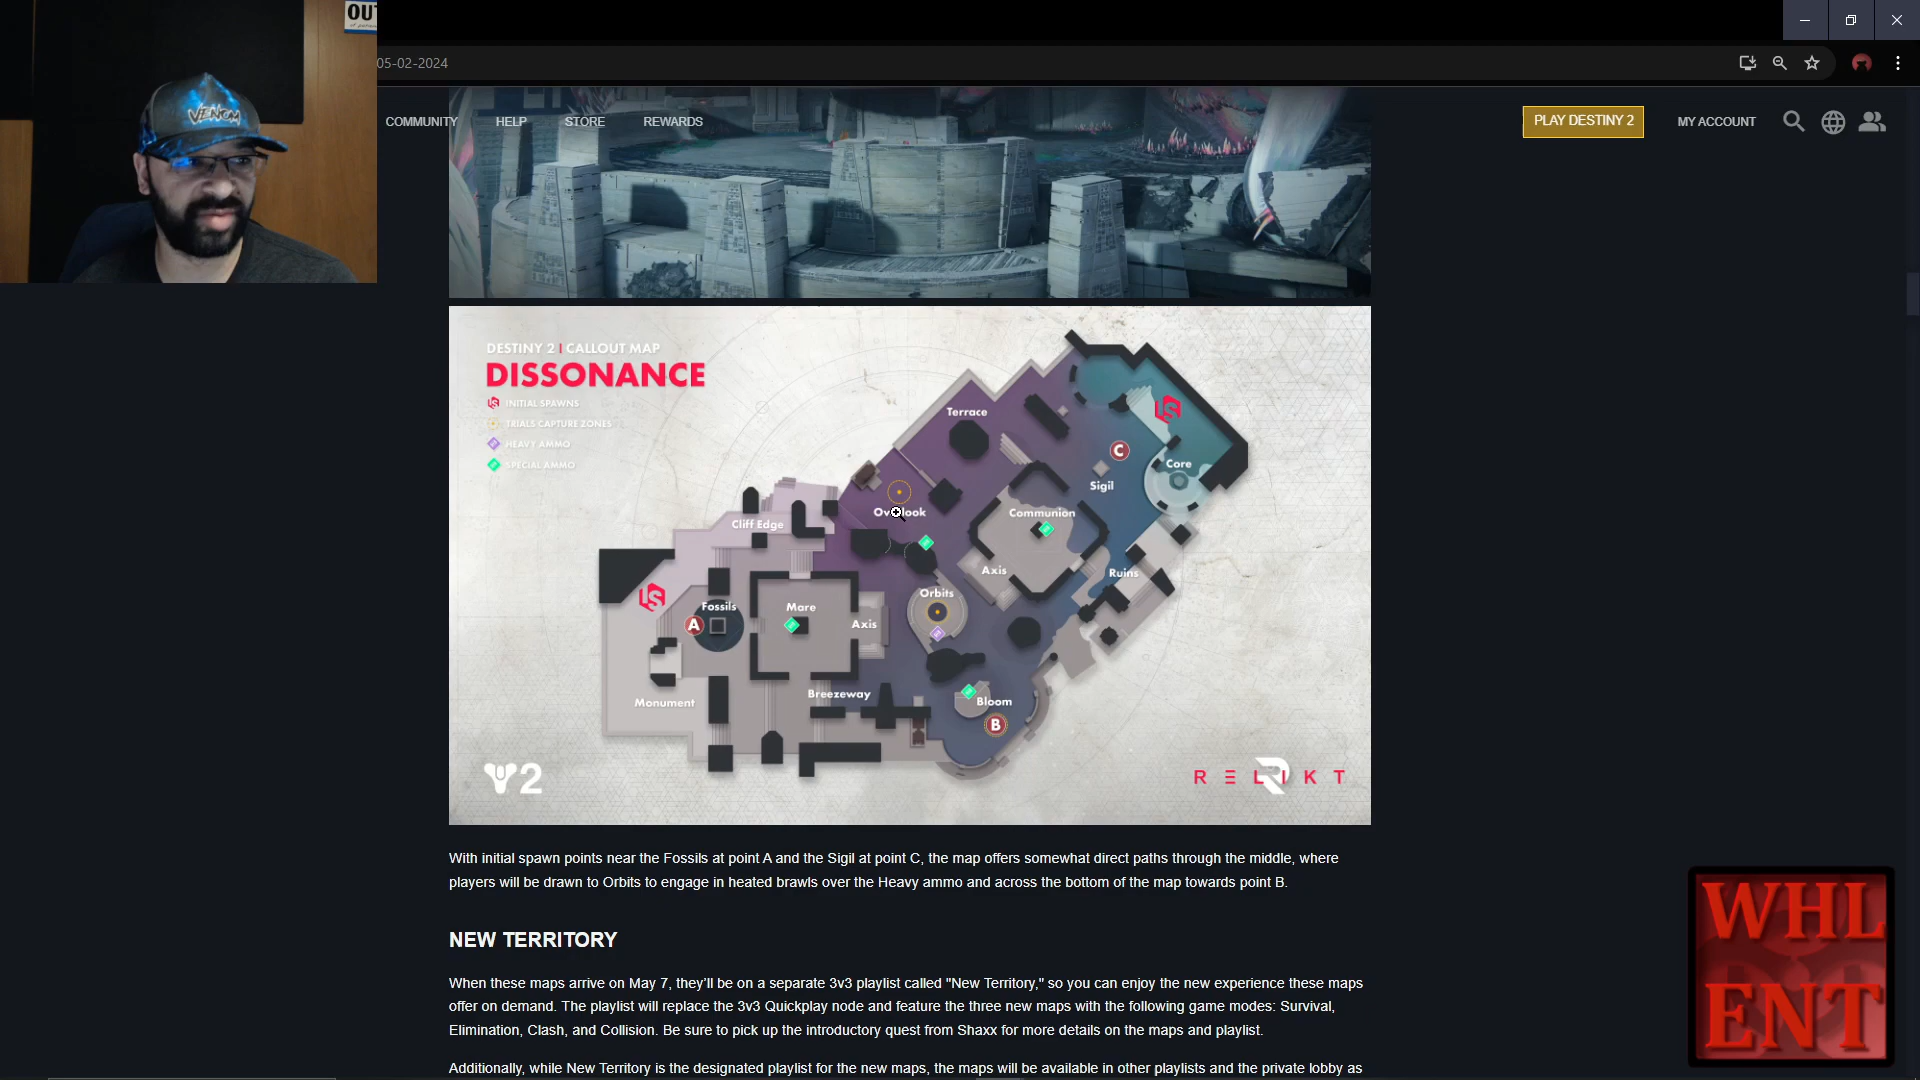 OUT
VENOM
05-02-2024
COMMUNITY
HELP
STORE
REWARDS
PLAY DESTINY 2
MY ACCOUNT
DESTINY 2 | CALLOUT MAP
DISSONANCE
INITIAL SPAWNS
TRIALS CAPTURE ZONES
HEAVY AMMO
SPECIAL AMMO
Terrace
C
Core
Sigil
Overlook
Communion
Cliff Edge
Axis
Ruins
Orbits
Fossils
Mare
A
Axis
Breezeway
Monument
Bloom
B
2
RELIKT
With initial spawn points near the Fossils at point A and the Sigil at point C, the map offers somewhat direct paths through the middle, where
players will be drawn to Orbits to engage in heated brawls over the Heavy ammo and across the bottom of the map towards point B.
NEW TERRITORY
When these maps arrive on May 7, they'll be on a separate 3v3 playlist called "New Territory," so you can enjoy the new experience these maps
offer on demand. The playlist will replace the 3v3 Quickplay node and feature the three new maps with the following game modes: Survival,
Elimination, Clash, and Collision. Be sure to pick up the introductory quest from Shaxx for more details on the maps and playlist.
Additionally, while New Territory is the designated playlist for the new maps, the maps will be available in other playlists and the private lobby as
WHL
ENT